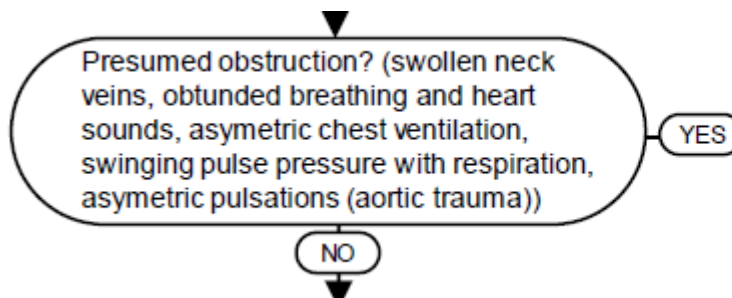 Presumed obstruction? (swollen neck
veins, obtunded breathing and heart
sounds, asymetric chest ventilation,
swinging pulse pressure with respiration,
asymetric pulsations (aortic trauma))
YES
NO